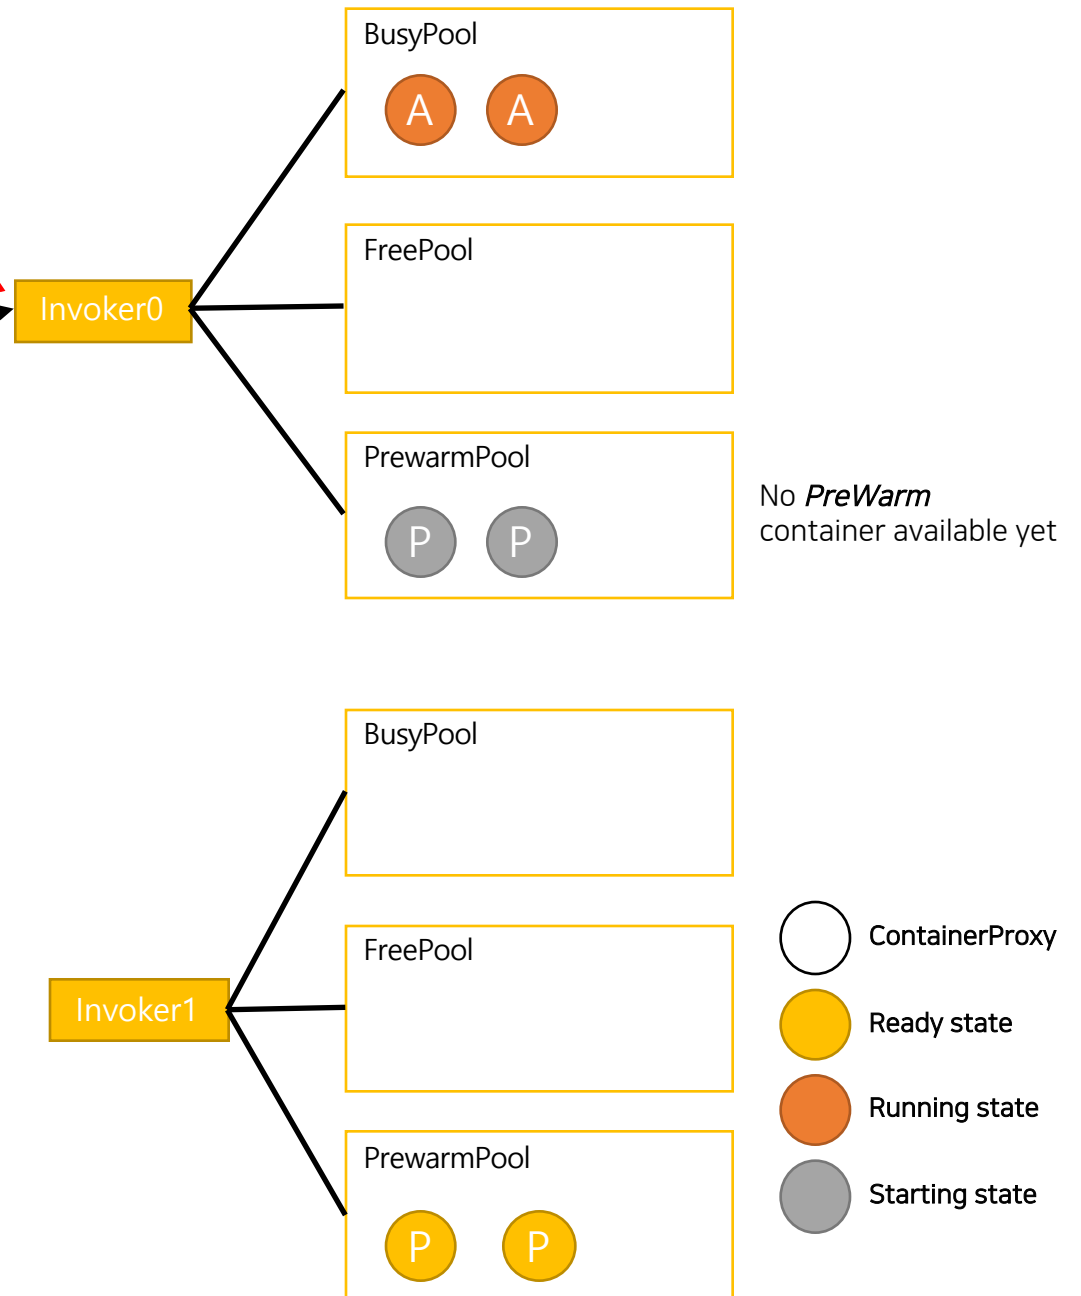 BusyPool
A A
FreePool
Invoker0
PrewarmPool
P P
No PreWarm
container available yet
BusyPool
FreePool
Invoker1
PrewarmPool
P P
ContainerProxy
Ready state
Running state
Starting state